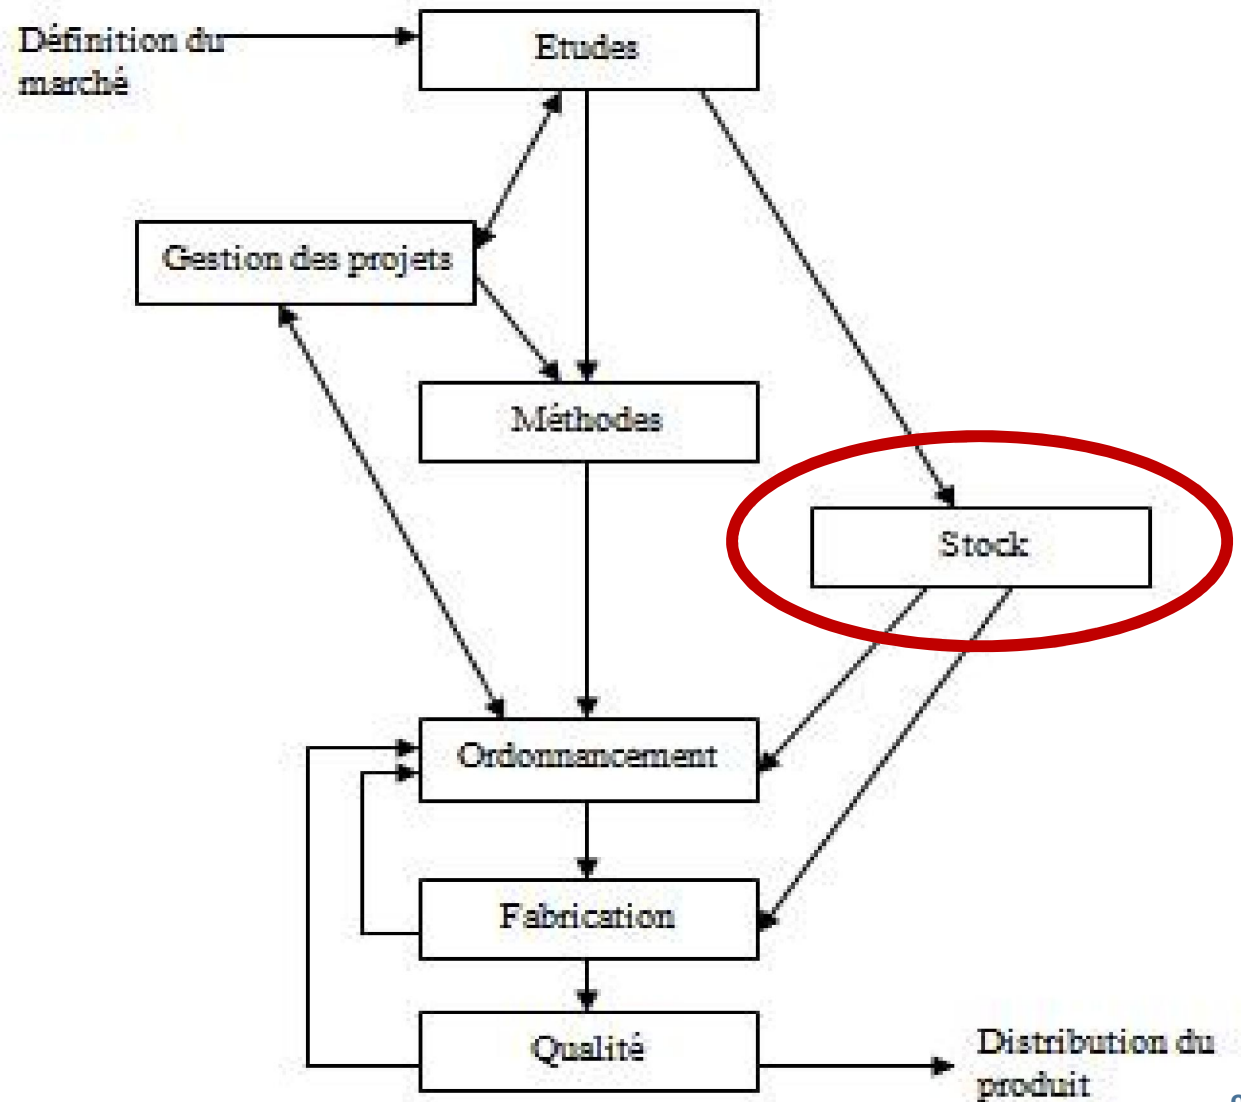 Définition du
marché
Etudes
Gestion des projets
Méthodes
Stock
Ordonnancement
Fabrication
Qualité
Distribution du
produit